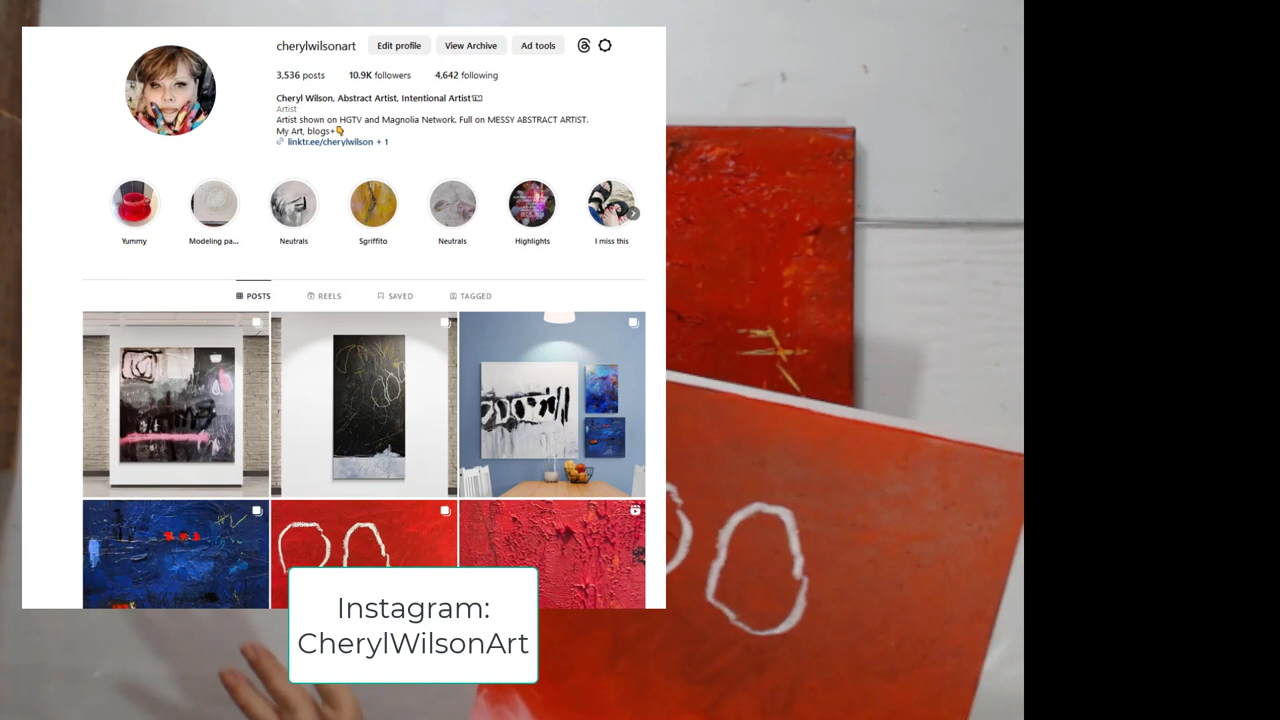 cherylwilsonart Edit profile View Archive Ad tools
3,536 posts 10.9K followers 4,642 following
Cheryl Wilson, Abstract Artist, Intentional Artist™
Artist
Artist shown on HGTV and Magnolia Network. Full on MESSY ABSTRACT ARTIST.
My Art, blogs+👇
linktr.ee/cherylwilson + 1
Yummy Modeling pa... Neutrals Sgriffito Neutrals Highlights I miss this
POSTS REELS SAVED TAGGED
Instagram:
CherylWilsonArt